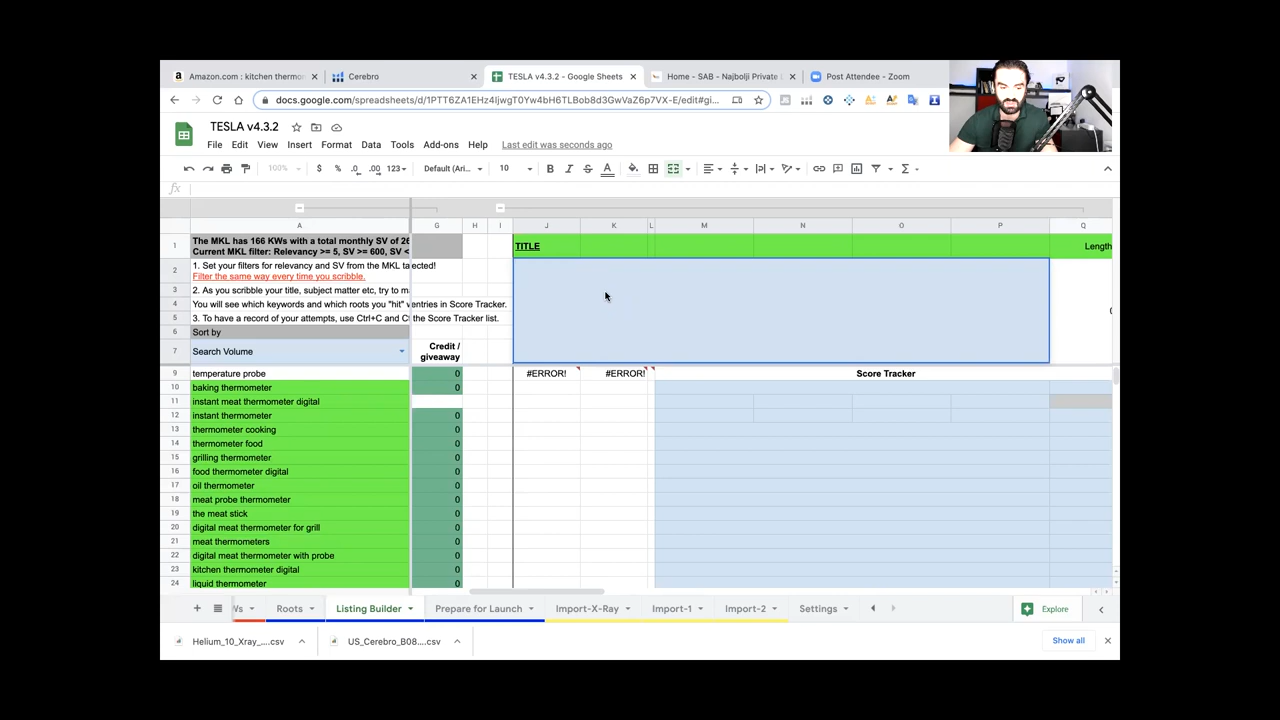 Amazon.com : kitchen thermo
Cerebro
TESLA v4.3.2 - Google Sheets
Home - SAB - Najbolji Private
Post Attendee - Zoom
docs.google.com/spreadsheets/d/1PTT6ZA1EHz4IjwgT0Yw4bH6TLBob8d3GwVaZ6p7VX-E/edit#gi...
TESLA v4.3.2
File Edit View Insert Format Data Tools Add-ons Help Last edit was seconds ago
100% $ % .0 .00 123 Default (Ari... 10 B I S A
fx
A G H I J K L M N O P Q
1 The MKL has 166 KWs with a total monthly SV of 26
Current MKL filter: Relevancy >= 5, SV >= 600, SV <
TITLE Length
2 1. Set your filters for relevancy and SV from the MKL ta ected!
Filter the same way every time you scribble.
3 2. As you scribble your title, subject matter etc, try to m
4 You will see which keywords and which roots you "hit" v entries in Score Tracker.
5 3. To have a record of your attempts, use Ctrl+C and Ct the Score Tracker list.
6 Sort by
7 Search Volume Credit / giveaway
9 temperature probe 0 #ERROR! #ERROR! Score Tracker
10 baking thermometer 0
11 instant meat thermometer digital
12 instant thermometer 0
13 thermometer cooking 0
14 thermometer food 0
15 grilling thermometer 0
16 food thermometer digital 0
17 oil thermometer 0
18 meat probe thermometer 0
19 the meat stick 0
20 digital meat thermometer for grill 0
21 meat thermometers 0
22 digital meat thermometer with probe 0
23 kitchen thermometer digital 0
24 liquid thermometer 0
Ws Roots Listing Builder Prepare for Launch Import-X-Ray Import-1 Import-2 Settings Explore
Helium_10_Xray_....csv US_Cerebro_B08....csv Show all